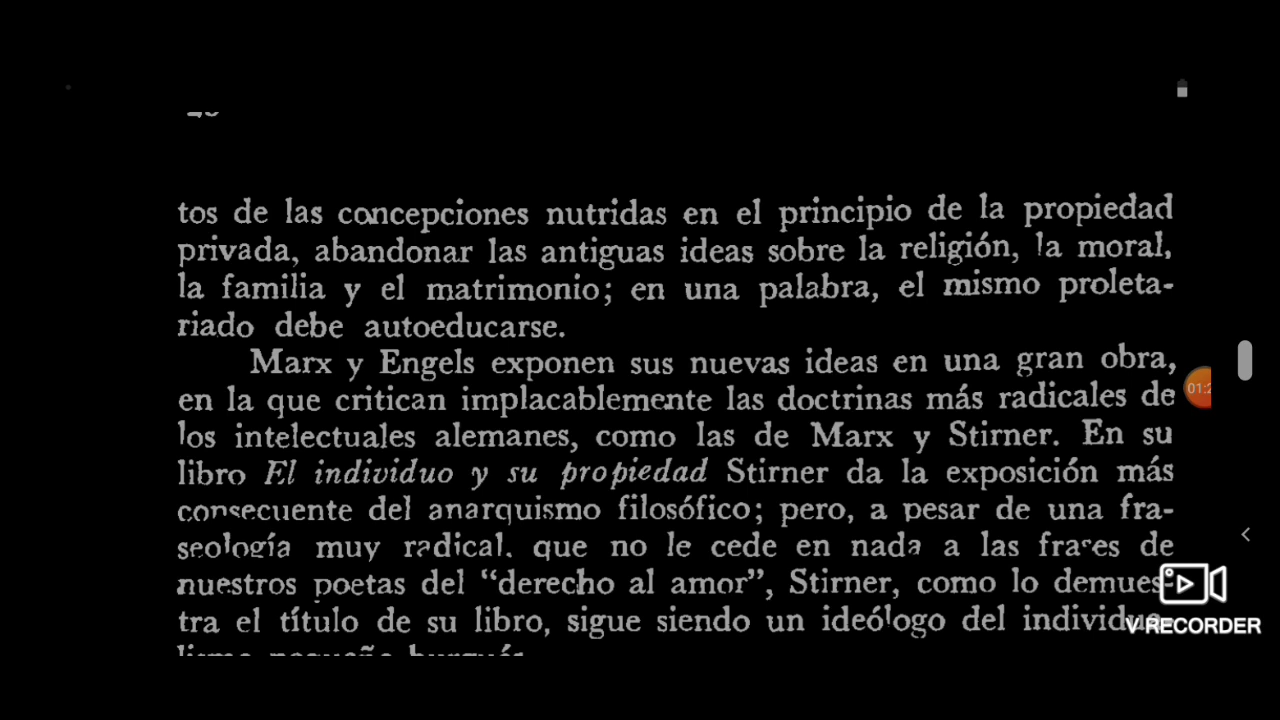 tos de las concepciones nutridas en el principio de la propiedad
privada, abandonar las antiguas ideas sobre la religión, la moral,
la familia y el matrimonio; en una palabra, el mismo proleta-
riado debe autoeducarse.
Marx y Engels exponen sus nuevas ideas en una gran obra,
en la que critican implacablemente las doctrinas más radicales de
los intelectuales alemanes, como las de Marx y Stirner. En su
libro El individuo y su propiedad Stirner da la exposición más
consecuente del anarquismo filosófico; pero, a pesar de una fra-
seología muy radical, que no le cede en nada a las frases de
nuestros poetas del “derecho al amor”, Stirner, como lo demues-
tra el título de su libro, sigue siendo un ideólogo del individua-
lismo pequeño burgués
01:2
V RECORDER